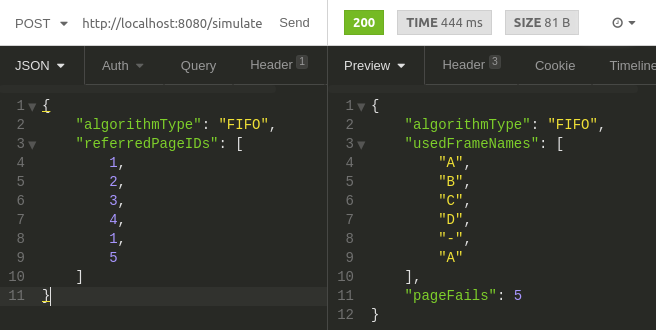 POST http://localhost:8080/simulate Send
200 TIME 444 ms SIZE 81 B
JSON Auth Query Header 1
Preview Header 3 Cookie Timeline
1 {
2 "algorithmType": "FIFO",
3 "referredPageIDs": [
4 1,
5 2,
6 3,
7 4,
8 1,
9 5
10 ]
11 }
1 {
2 "algorithmType": "FIFO",
3 "usedFrameNames": [
4 "A",
5 "B",
6 "C",
7 "D",
8 "-",
9 "A"
10 ],
11 "pageFails": 5
12 }